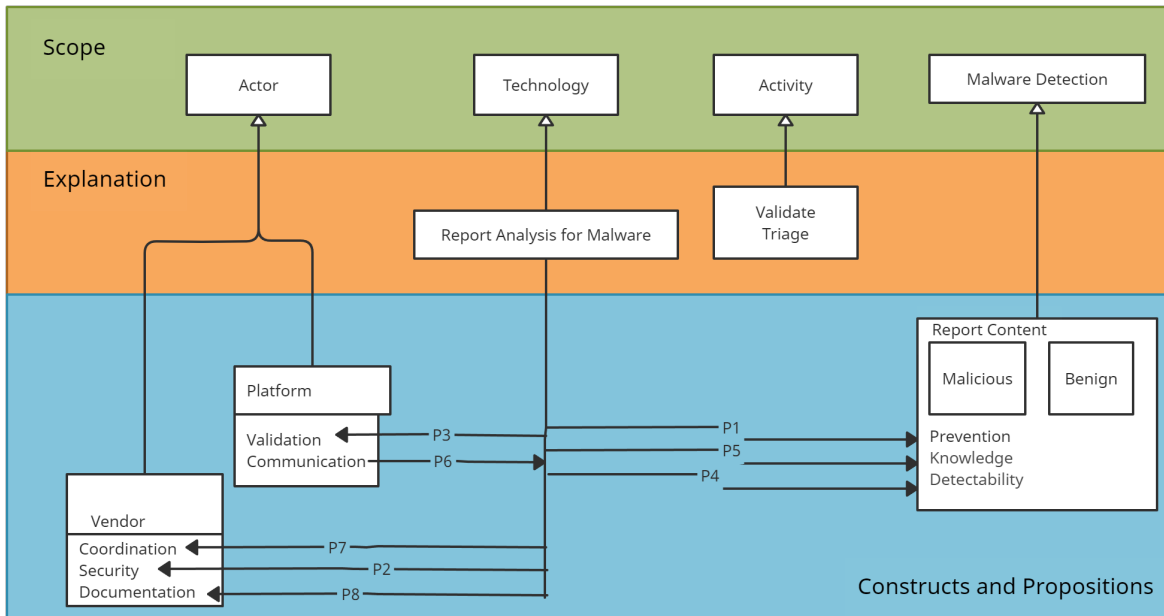 Scope
Actor
Technology
Activity
Malware Detection
Explanation
Report Analysis for Malware
Validate
Triage
Report Content
Malicious
Benign
Platform
Validation
Communication
P3
P6
P1
P5
P4
Prevention
Knowledge
Detectability
Vendor
Coordination
Security
Documentation
P7
P2
P8
Constructs and Propositions